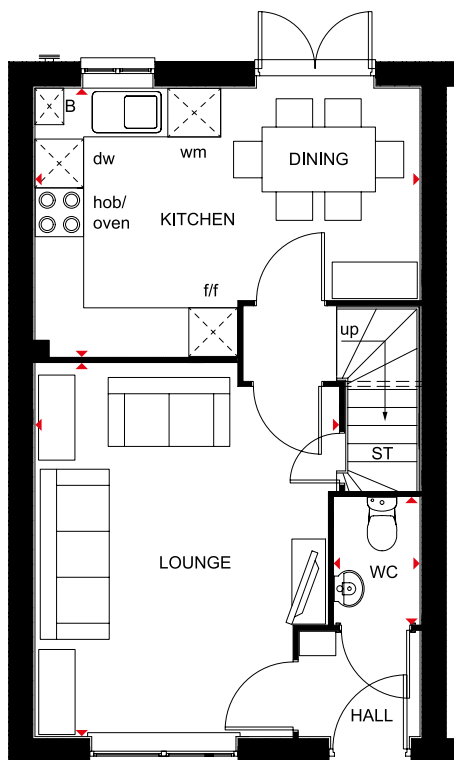 B
dw
wm
DINING
hob/
oven
KITCHEN
f/f
up
ST
LOUNGE
WC
HALL